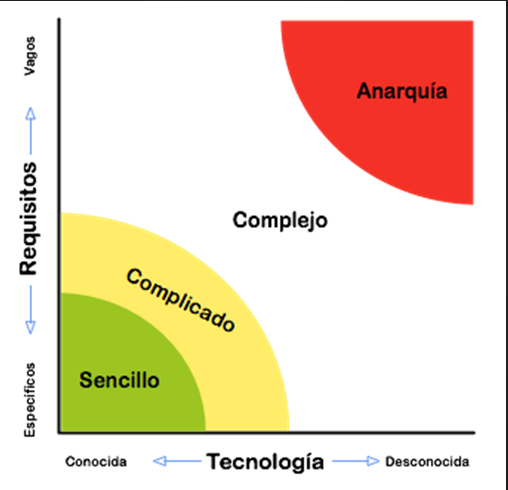 Vagos
Anarquía
Requisitos
Complejo
Complicado
Sencillo
Específicos
Conocida
Tecnología
Desconocida